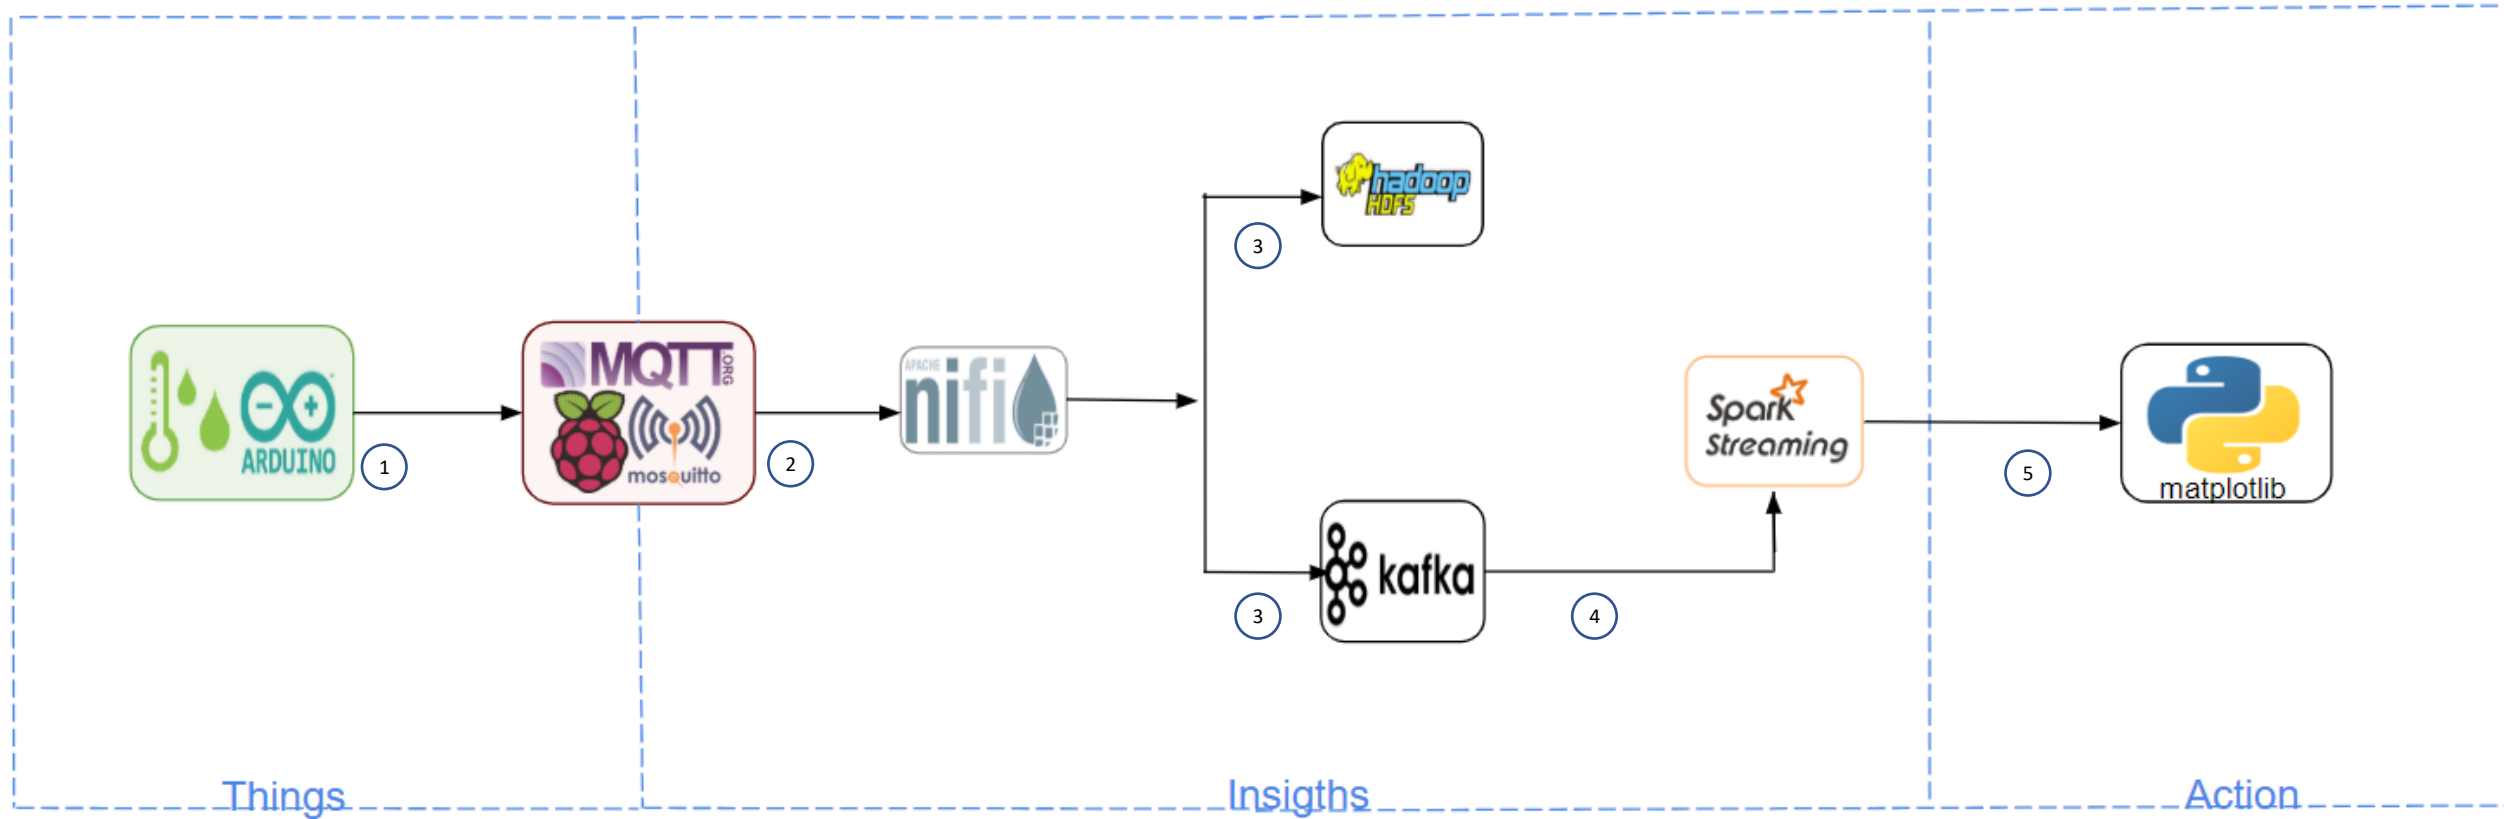 hadoop
HDFS
3
ARDUINO
1
MQTT.ORG
mosquitto
2
APACHE
nifi
Spark
Streaming
5
matplotlib
kafka
3
4
Things
Insigths
Action